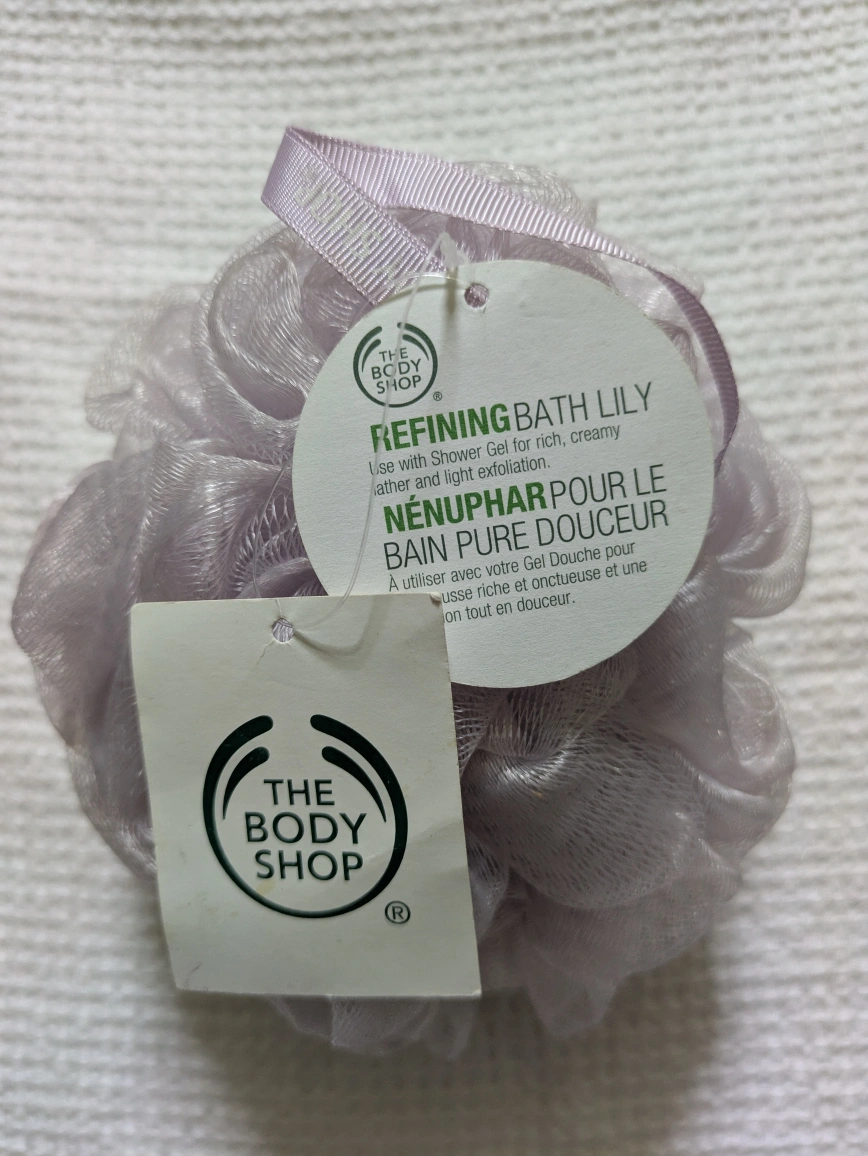 THE
BODY
SHOP
®
REFINING BATH LILY
Use with Shower Gel for rich, creamy
lather and light exfoliation.
NÉNUPHAR POUR LE
BAIN PURE DOUCEUR
À utiliser avec votre Gel Douche pour
riche et onctueuse et une
tout en douceur.
THE
BODY
SHOP
®